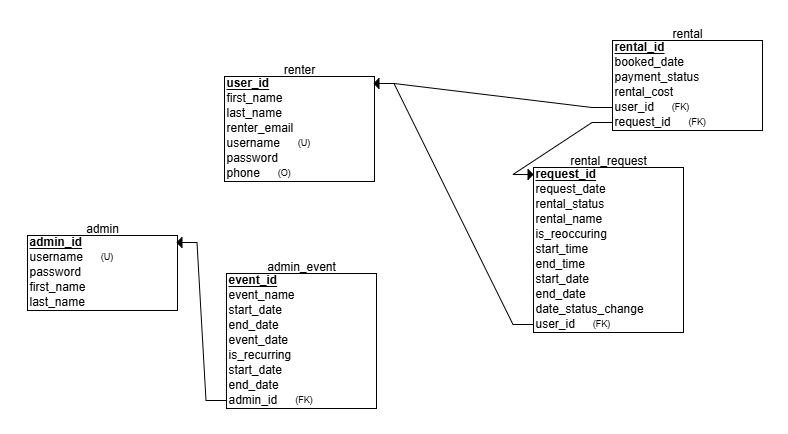 rental
rental_id
booked_date
payment_status
rental_cost
user_id (FK)
request_id (FK)
renter
user_id
first_name
last_name
renter_email
username (U)
password
phone (O)
rental_request
request_id
request_date
rental_status
rental_name
is_reoccuring
start_time
end_time
start_date
end_date
date_status_change
user_id (FK)
admin
admin_id
username (U)
password
first_name
last_name
admin_event
event_id
event_name
start_date
end_date
event_date
is_recurring
start_date
end_date
admin_id (FK)